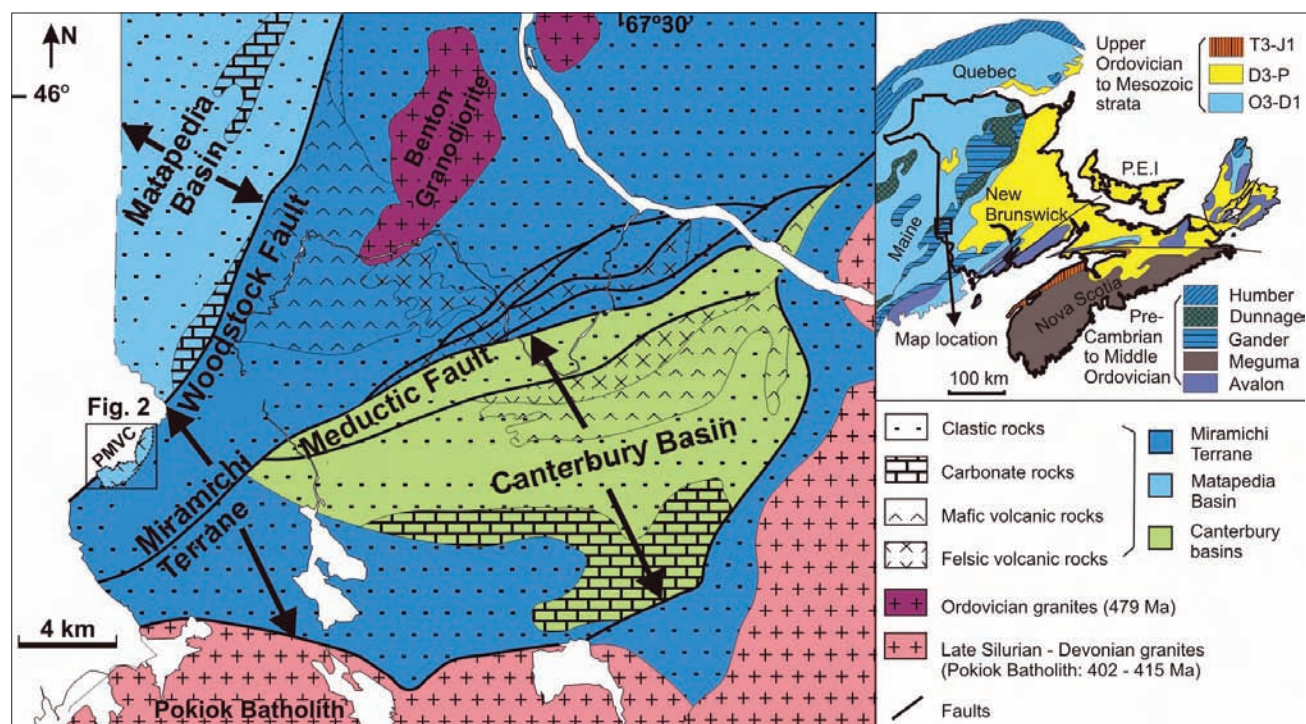 N
46º
67º30'
Matapedia
Basin
Woodstock Fault
Benton
Granodiorite
Meductic Fault
Canterbury Basin
Fig. 2
PMVC
Miramichi
Terrane
4 km
Pokiok Batholith
Upper
Ordovician
to Mesozoic
strata
T3-J1
D3-P
O3-D1
Quebec
P.E.I
New
Brunswick
Maine
Nova Scotia
Map location
100 km
Pre-
Cambrian
to Middle
Ordovician
Humber
Dunnage
Gander
Meguma
Avalon
Clastic rocks
Carbonate rocks
Mafic volcanic rocks
Felsic volcanic rocks
Miramichi
Terrane
Matapedia
Basin
Canterbury
basins
Ordovician granites (479 Ma)
Late Silurian - Devonian granites
(Pokiok Batholith: 402 - 415 Ma)
Faults